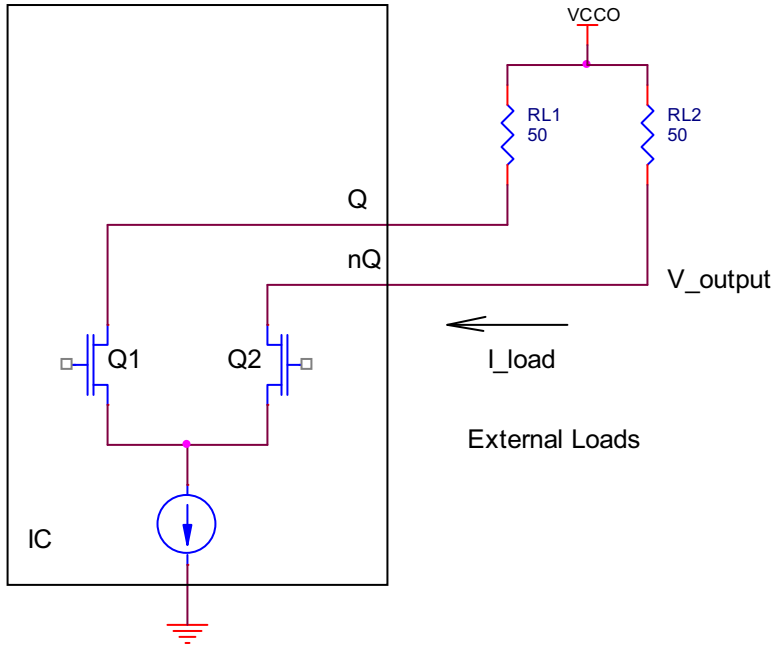 VCCO
RL1
50
RL2
50
Q
nQ
V_output
Q1
Q2
I_load
External Loads
IC